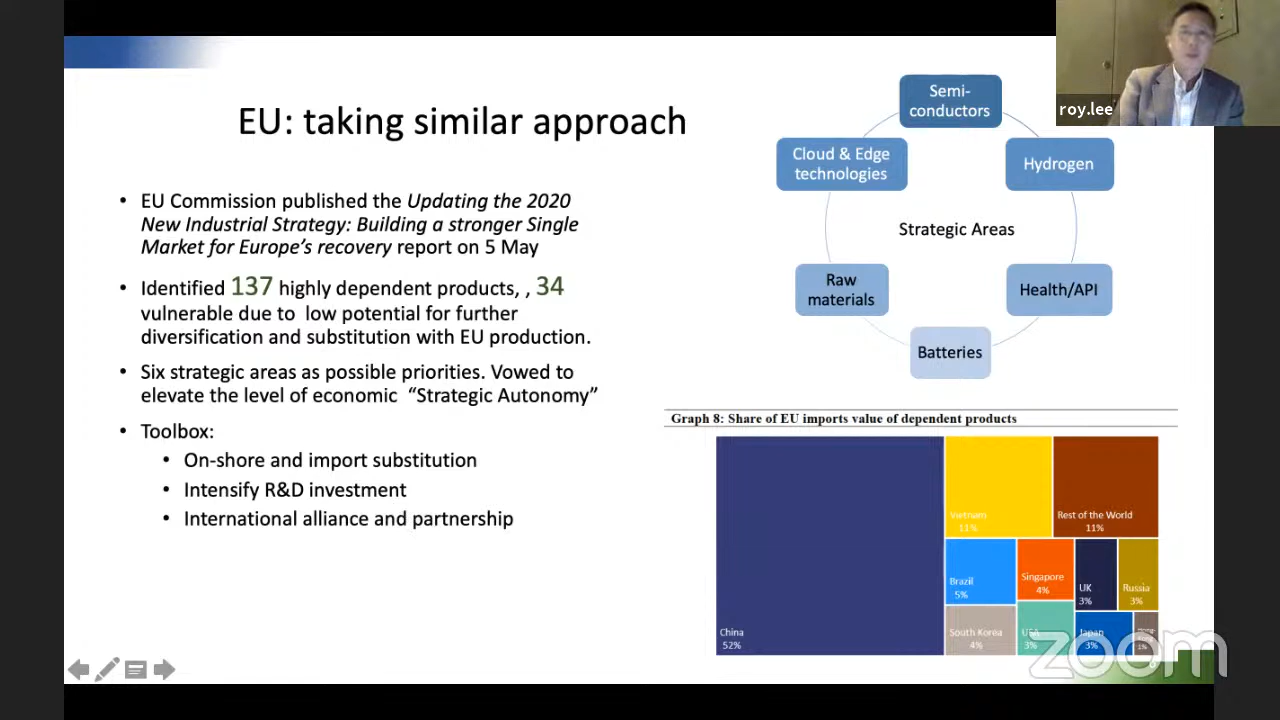 EU: taking similar approach
• EU Commission published the Updating the 2020
New Industrial Strategy: Building a stronger Single
Market for Europe's recovery report on 5 May
• Identified 137 highly dependent products, , 34
vulnerable due to low potential for further
diversification and substitution with EU production.
• Six strategic areas as possible priorities. Vowed to
elevate the level of economic “Strategic Autonomy”
• Toolbox:
• On-shore and import substitution
• Intensify R&D investment
• International alliance and partnership
Semi-
conductors
Cloud & Edge
technologies
Hydrogen
Strategic Areas
Raw
materials
Health/API
Batteries
roy.lee
Graph 8: Share of EU imports value of dependent products
China
52%
Vietnam
11%
Rest of the World
11%
Brazil
5%
Singapore
4%
UK
3%
Russia
3%
South Korea
4%
USA
3%
Japan
3%
1%
zoom